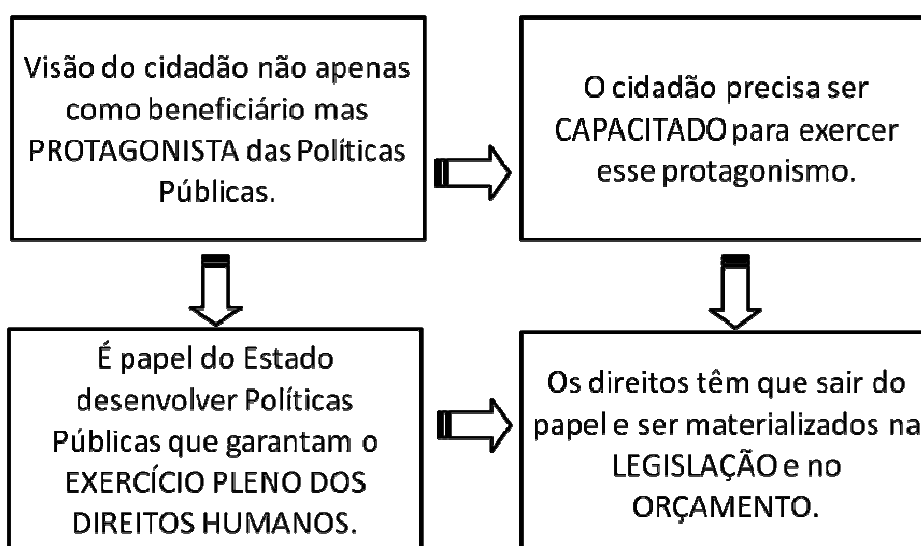 Visão do cidadão não apenas
como beneficiário mas
PROTAGONISTA das Políticas
Públicas.
O cidadão precisa ser
CAPACITADO para exercer
esse protagonismo.
É papel do Estado
desenvolver Políticas
Públicas que garantam o
EXERCÍCIO PLENO DOS
DIREITOS HUMANOS.
Os direitos têm que sair do
papel e ser materializados na
LEGISLAÇÃO e no
ORÇAMENTO.